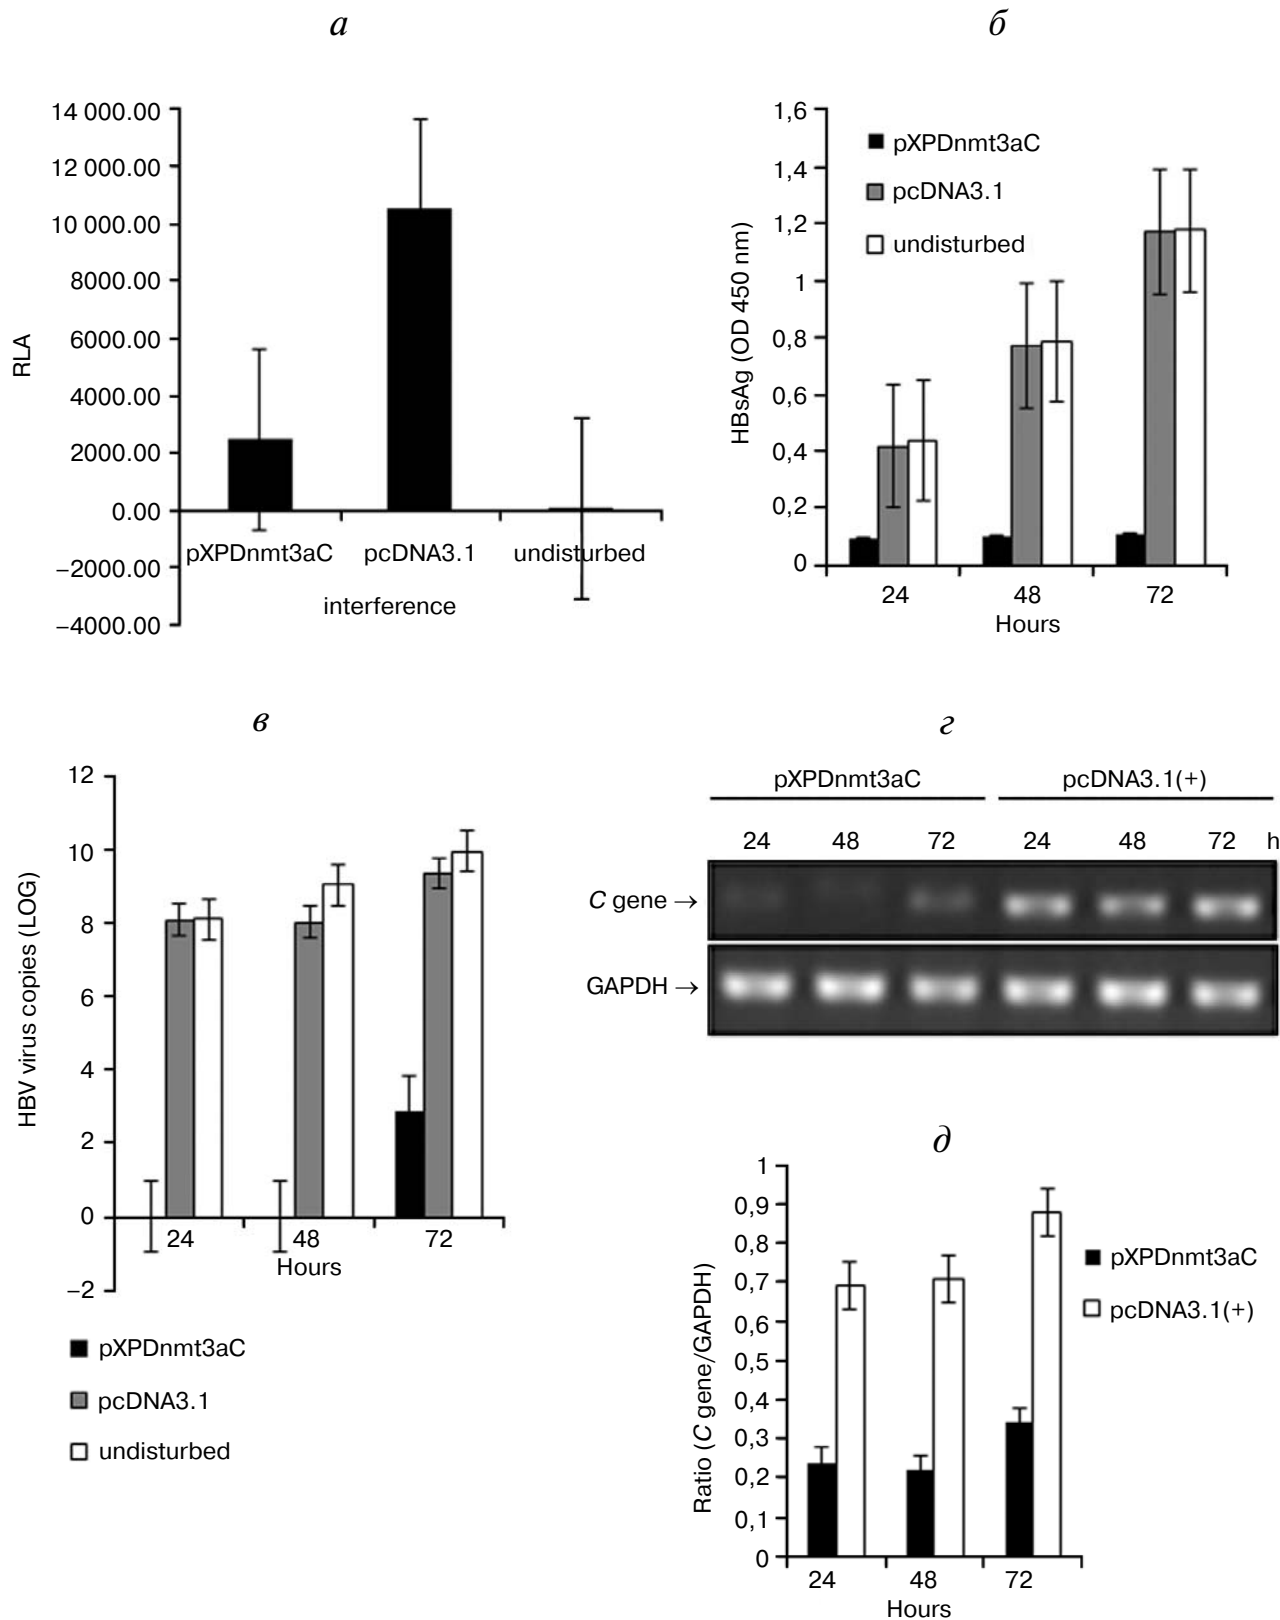 а
14 000.00
12 000.00
10 000.00
8000.00
6000.00
4000.00
2000.00
0.00
−2000.00
−4000.00
RLA
pXPDnmt3aC pcDNA3.1 undisturbed
interference
б
1,6
1,4
1,2
1
0,8
0,6
0,4
0,2
0
HBsAg (OD 450 nm)
pXPDnmt3aC
pcDNA3.1
undisturbed
24 48 72
Hours
в
12
10
8
6
4
2
0
−2
HBV virus copies (LOG)
24 48 72
Hours
pXPDnmt3aC
pcDNA3.1
undisturbed
г
pXPDnmt3aC pcDNA3.1(+)
24 48 72 24 48 72 h
C gene →
GAPDH →
д
1
0,9
0,8
0,7
0,6
0,5
0,4
0,3
0,2
0,1
0
Ratio (C gene/GAPDH)
pXPDnmt3aC
pcDNA3.1(+)
24 48 72
Hours